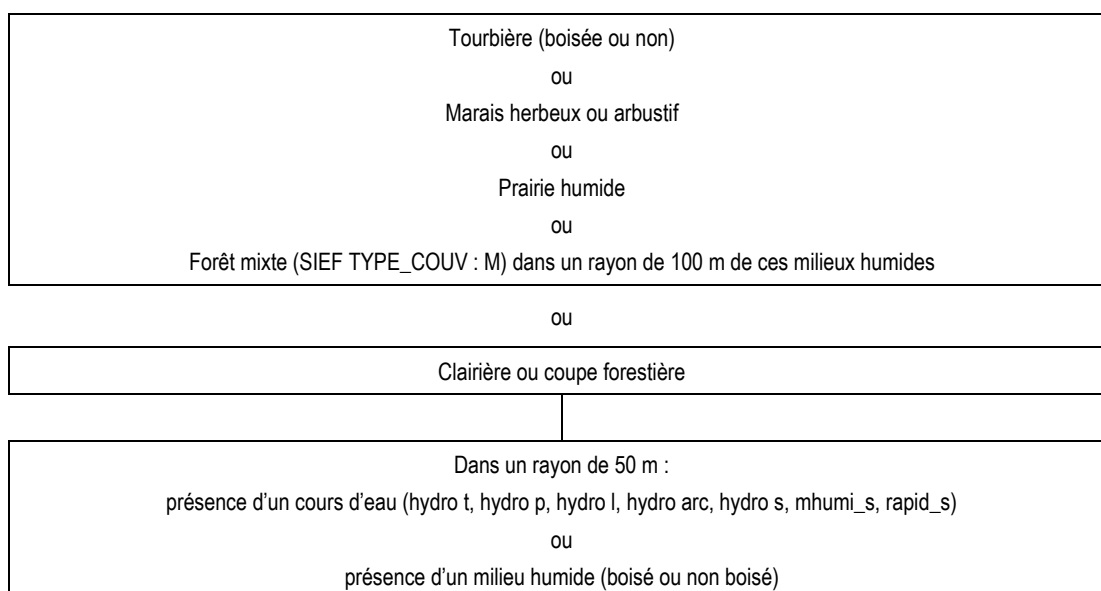 Tourbière (boisée ou non)
ou
Marais herbeux ou arbustif
ou
Prairie humide
ou
Forêt mixte (SIEF TYPE_COUV : M) dans un rayon de 100 m de ces milieux humides
ou
Clairière ou coupe forestière
Dans un rayon de 50 m :
présence d'un cours d'eau (hydro t, hydro p, hydro l, hydro arc, hydro s, mhumi_s, rapid_s)
ou
présence d'un milieu humide (boisé ou non boisé)